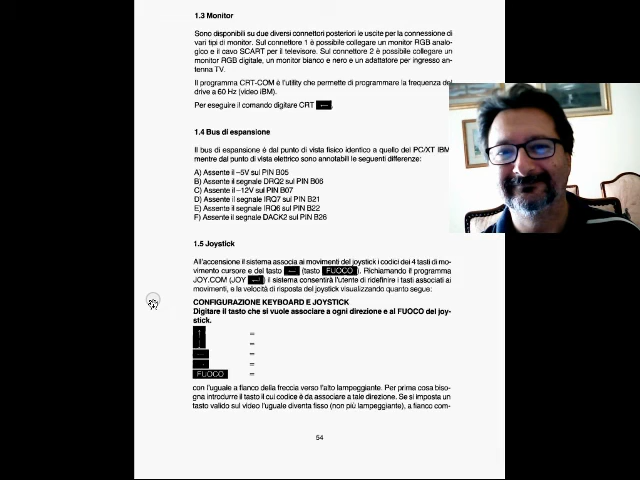 1.3 Monitor
Sono disponibili su due diversi connettori posteriori le uscite per la connessione di
vari tipi di monitor. Sul connettore 1 è possibile collegare un monitor RGB analo-
gico e il cavo SCART per il televisore. Sul connettore 2 è possibile collegare un
monitor RGB digitale, un monitor bianco e nero e un adattatore per ingresso an-
tenna TV.
Il programma CRT-COM è l'utility che permette di programmare la frequenza del
drive a 60 Hz (video IBM).
Per eseguire il comando digitare CRT ←.
1.4 Bus di espansione
Il bus di espansione è dal punto di vista fisico identico a quello del PC/XT IBM
mentre dal punto di vista elettrico sono annotabili le seguenti differenze:
A) Assente il –5V sul PIN B05
B) Assente il segnale DRQ2 sul PIN B06
C) Assente il –12V sul PIN B07
D) Assente il segnale IRQ7 sul PIN B21
E) Assente il segnale IRQ6 sul PIN B22
F) Assente il segnale DACK2 sul PIN B26
1.5 Joystick
All'accensione il sistema associa ai movimenti del joystick i codici dei 4 tasti di mo-
vimento cursore e del tasto ← (tasto FUOCO). Richiamando il programma
JOY.COM (JOY ↵) il sistema consentirà l'utente di ridefinire i tasti associati ai
movimenti, e la velocità di risposta del joystick visualizzando quanto segue:
CONFIGURAZIONE KEYBOARD E JOYSTICK
Digitare il tasto che si vuole associare a ogni direzione e al FUOCO del joy-
stick.
↑ =
=
=
=
FUOCO =
con l'uguale a fianco della freccia verso l'alto lampeggiante. Per prima cosa biso-
gna introdurre il tasto il cui codice è da associare a tale direzione. Se si imposta un
tasto valido sul video l'uguale diventa fisso (non più lampeggiante), a fianco com-
54